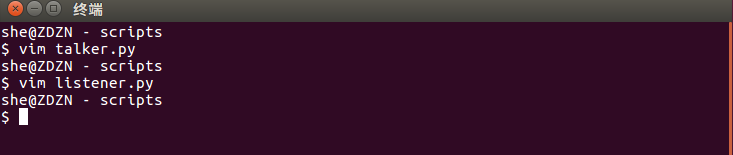 终端
she@ZDZN - scripts
$ vim talker.py
she@ZDZN - scripts
$ vim listener.py
she@ZDZN - scripts
$